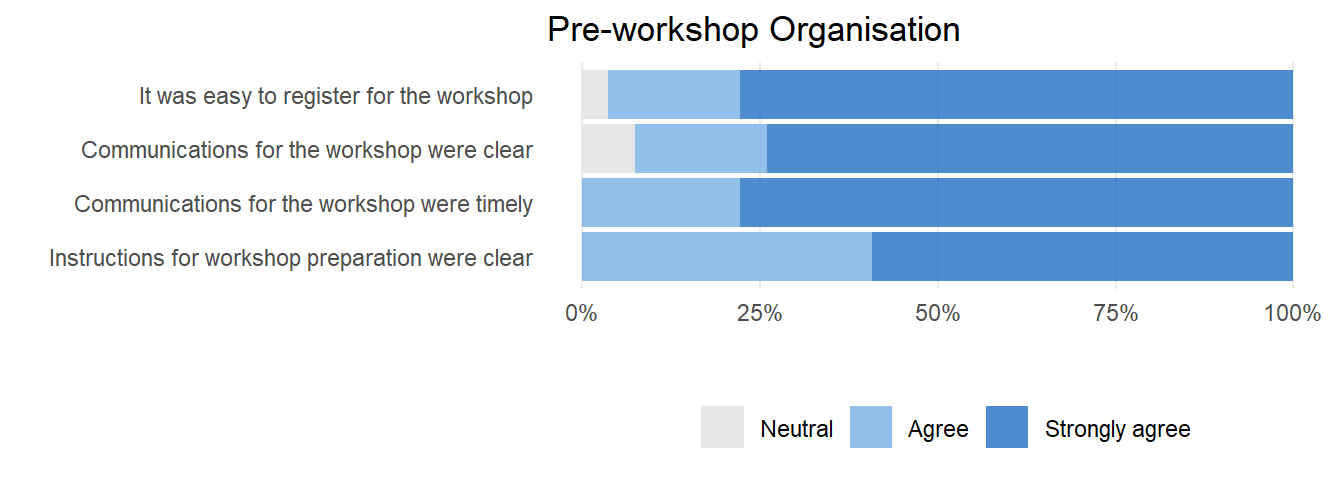 Pre-workshop Organisation
It was easy to register for the workshop
Communications for the workshop were clear
Communications for the workshop were timely
Instructions for workshop preparation were clear
0% 25% 50% 75% 100%
Neutral Agree Strongly agree